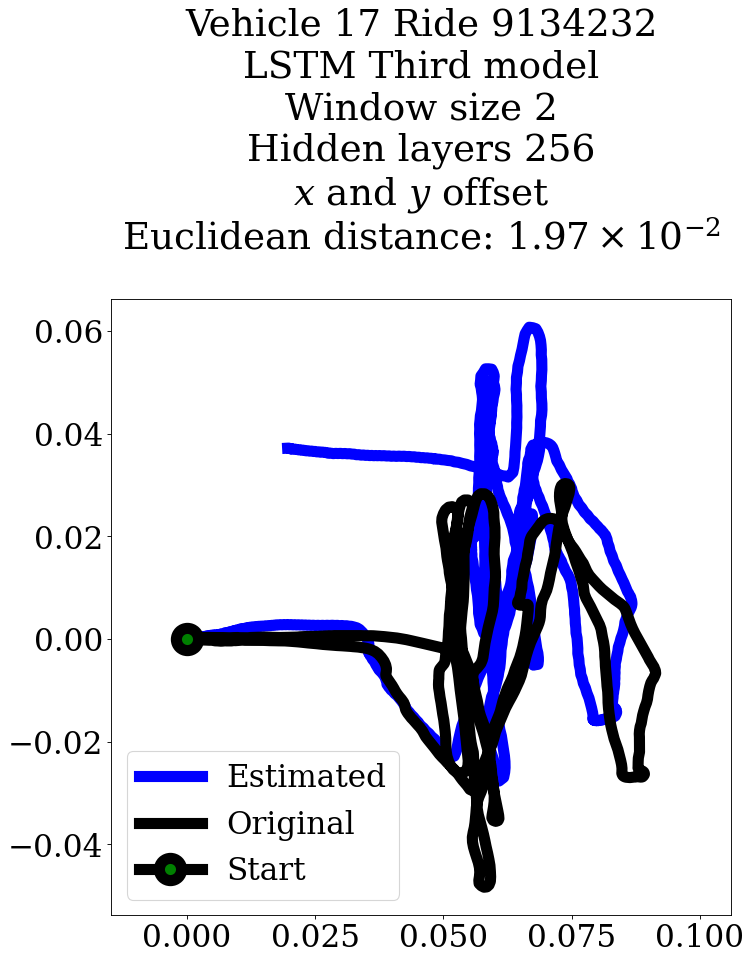 Vehicle 17 Ride 9134232
LSTM Third model
Window size 2
Hidden layers 256
x and y offset
Euclidean distance: 1.97 × 10⁻²
0.06
0.04
0.02
0.00
−0.02
−0.04
Estimated
Original
Start
0.000 0.025 0.050 0.075 0.100